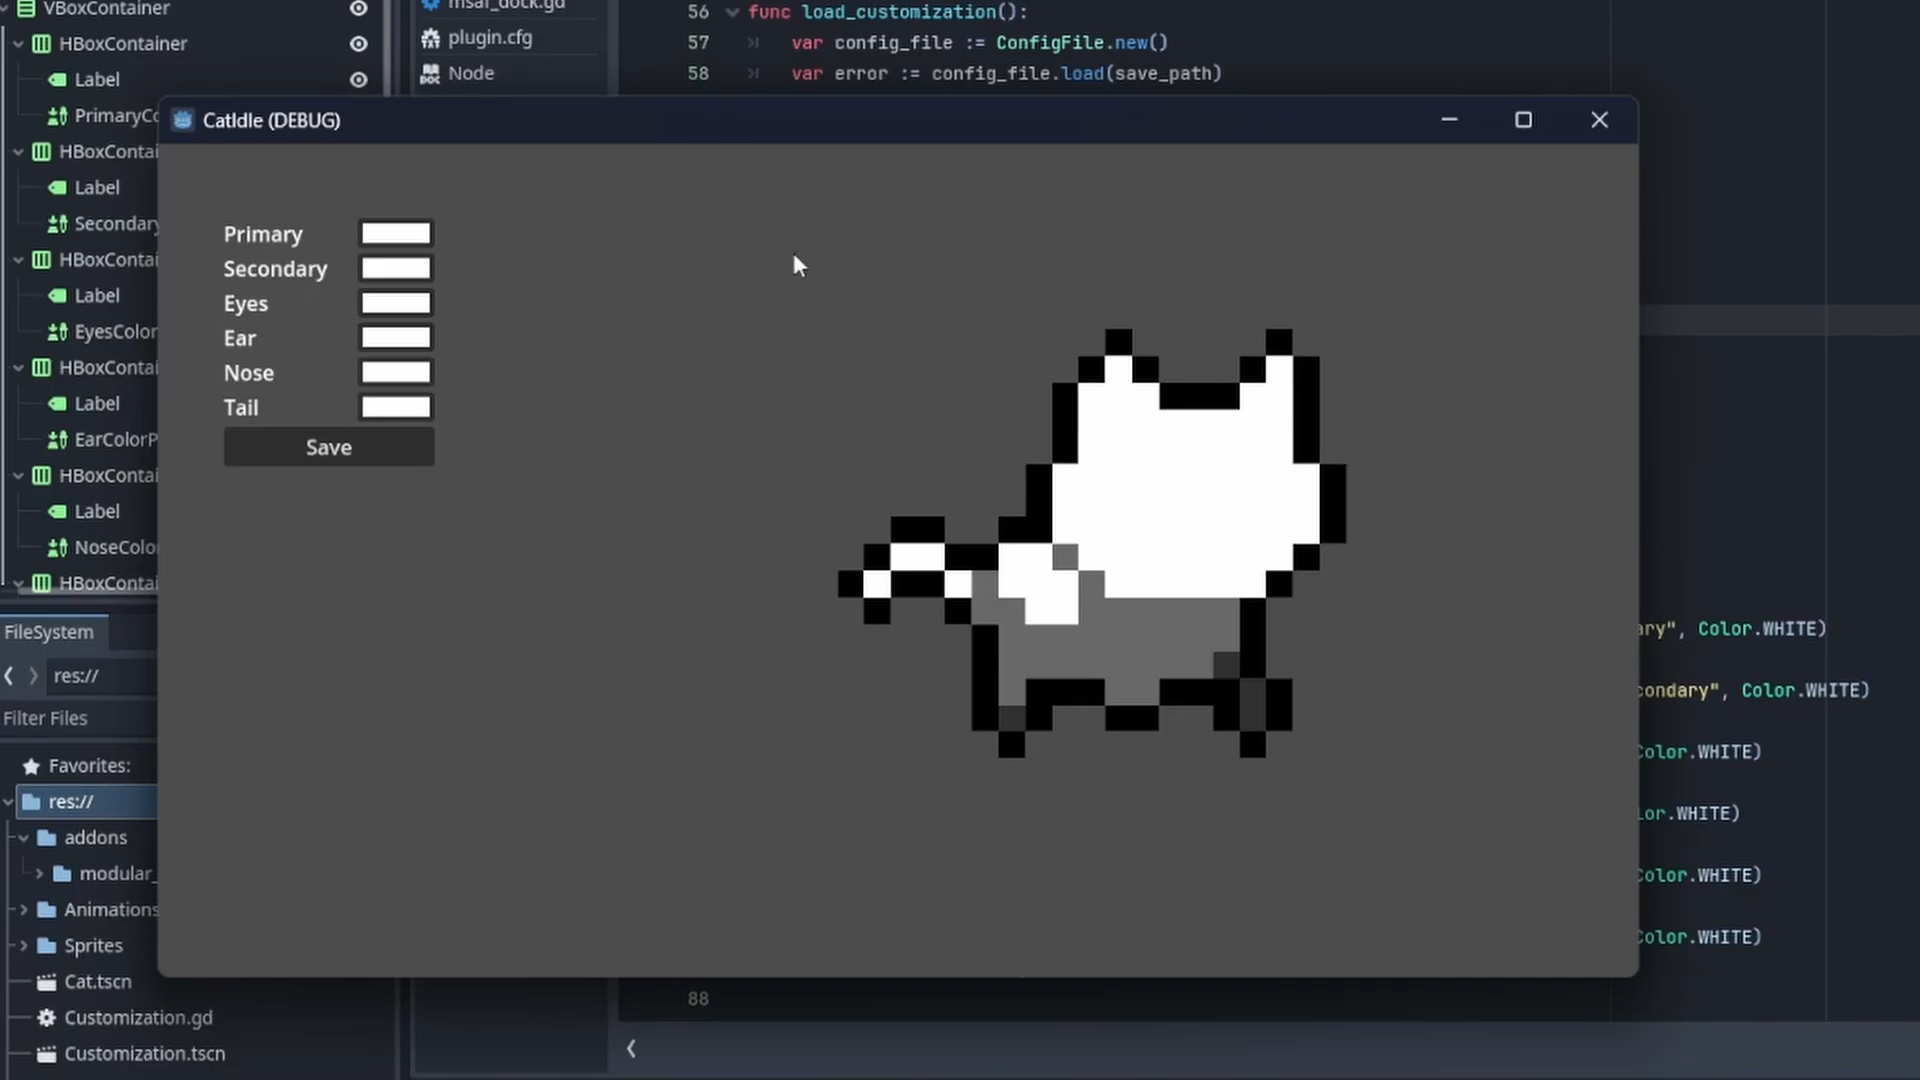 VBoxContainer
HBoxContainer
Label
PrimaryCo
HBoxContai
Label
Secondary
HBoxContai
Label
EyesColor
HBoxContai
Label
EarColorP
HBoxContai
Label
NoseColo
HBoxContai
FileSystem
res://
Filter Files
Favorites:
res://
addons
modular_
Animations
Sprites
Cat.tscn
Customization.gd
Customization.tscn
msaf_dock.gd
plugin.cfg
Node
56 func load_customization():
57 var config_file := ConfigFile.new()
58 var error := config_file.load(save_path)
CatIdle (DEBUG)
Primary
Secondary
Eyes
Ear
Nose
Tail
Save
ary", Color.WHITE)
condary", Color.WHITE)
Color.WHITE)
lor.WHITE)
Color.WHITE)
Color.WHITE)
88